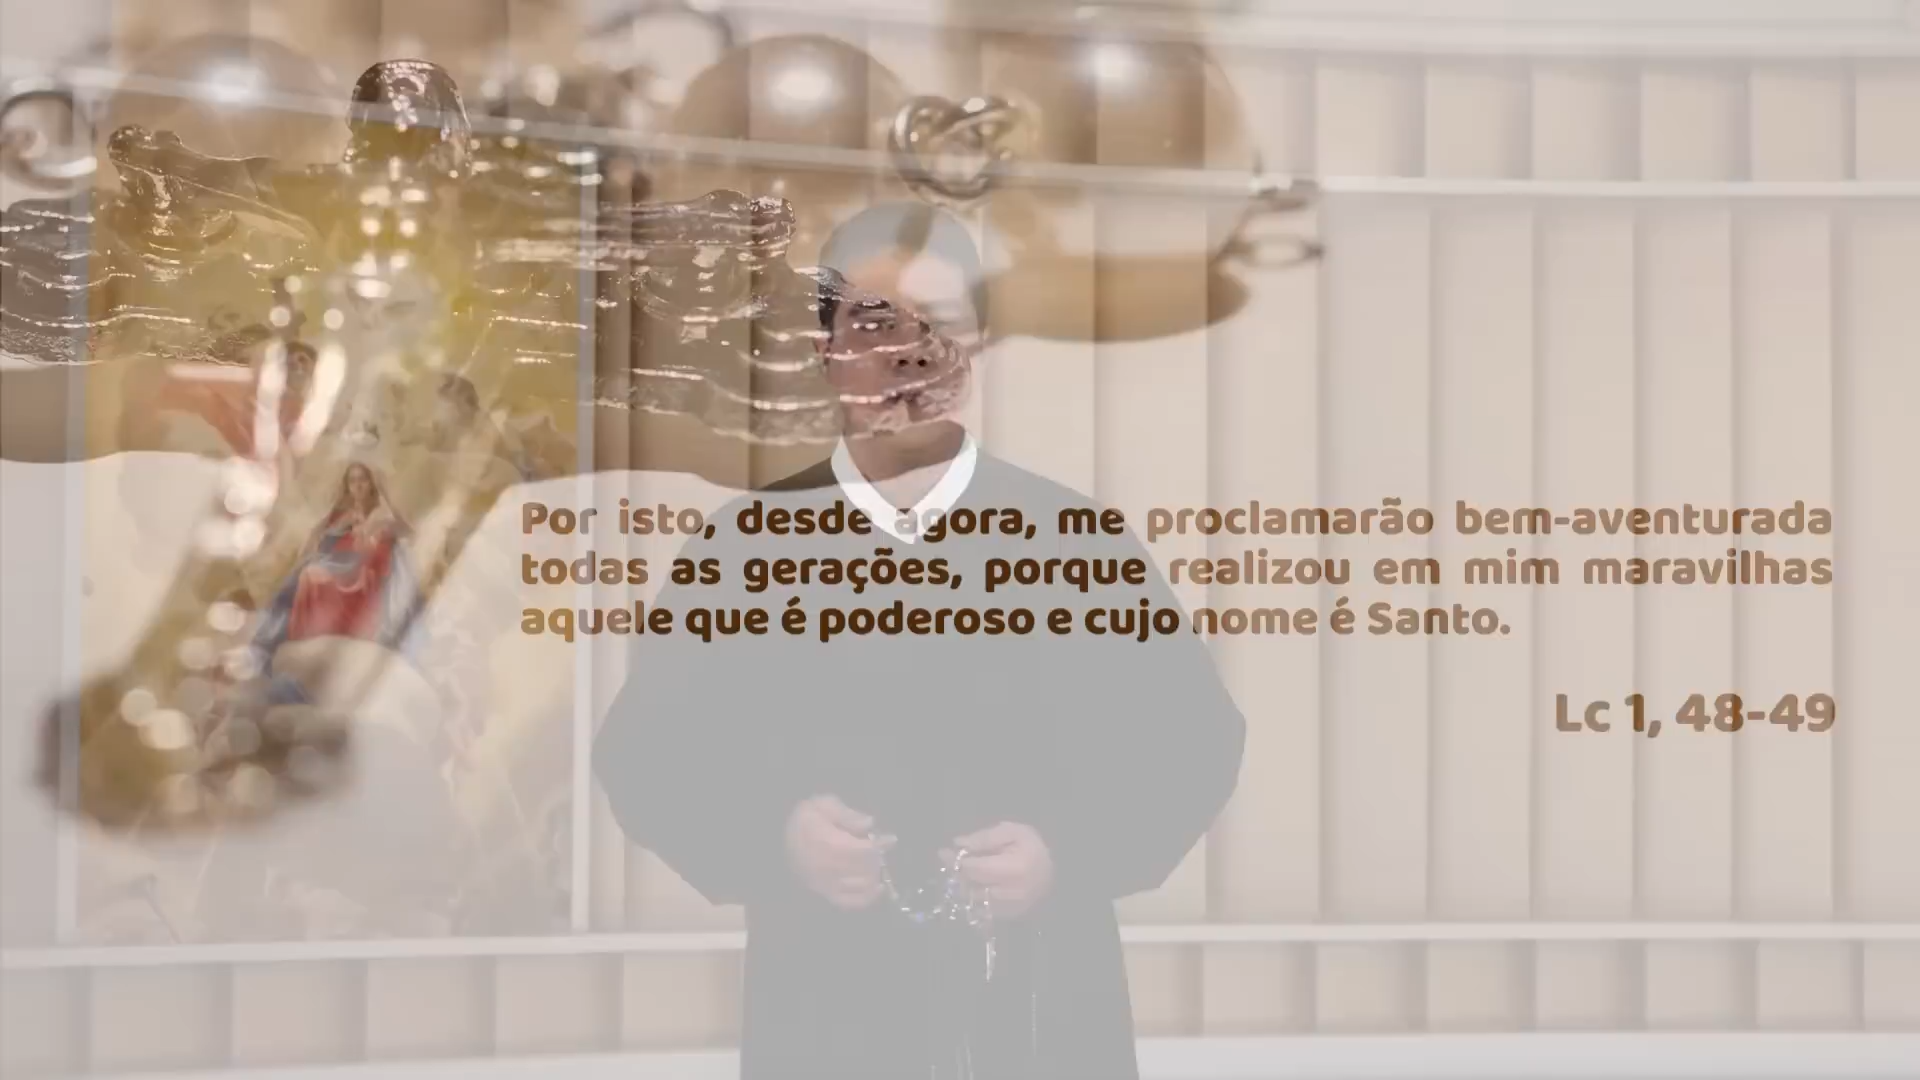 Por isto, desde agora, me proclamarão bem-aventurada
todas as gerações, porque realizou em mim maravilhas
aquele que é poderoso e cujo nome é Santo.
Lc 1, 48-49